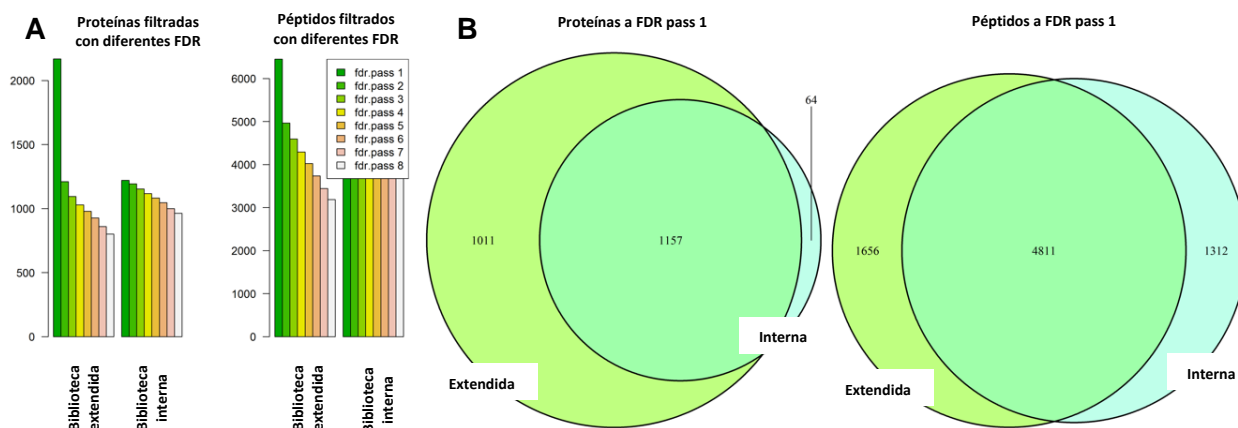 A
Proteínas filtradas
con diferentes FDR
2000
1500
1000
500
0
Biblioteca
extendida
Biblioteca
interna
Péptidos filtrados
con diferentes FDR
6000
5000
4000
3000
2000
1000
0
fdr.pass 1
fdr.pass 2
fdr.pass 3
fdr.pass 4
fdr.pass 5
fdr.pass 6
fdr.pass 7
fdr.pass 8
Biblioteca
extendida
Biblioteca
interna
B
Proteínas a FDR pass 1
64
1011
1157
Interna
Extendida
Péptidos a FDR pass 1
1656
4811
1312
Interna
Extendida